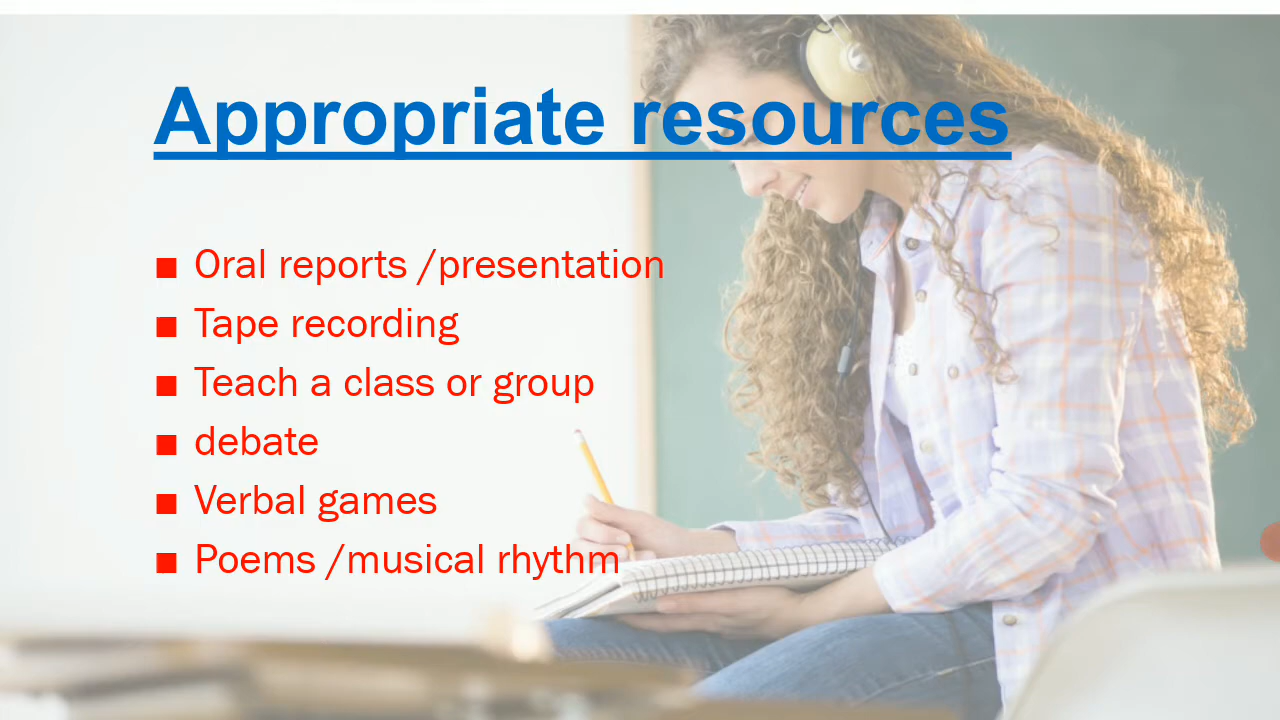 Appropriate resources
■ Oral reports /presentation
■ Tape recording
■ Teach a class or group
■ debate
■ Verbal games
■ Poems /musical rhythm